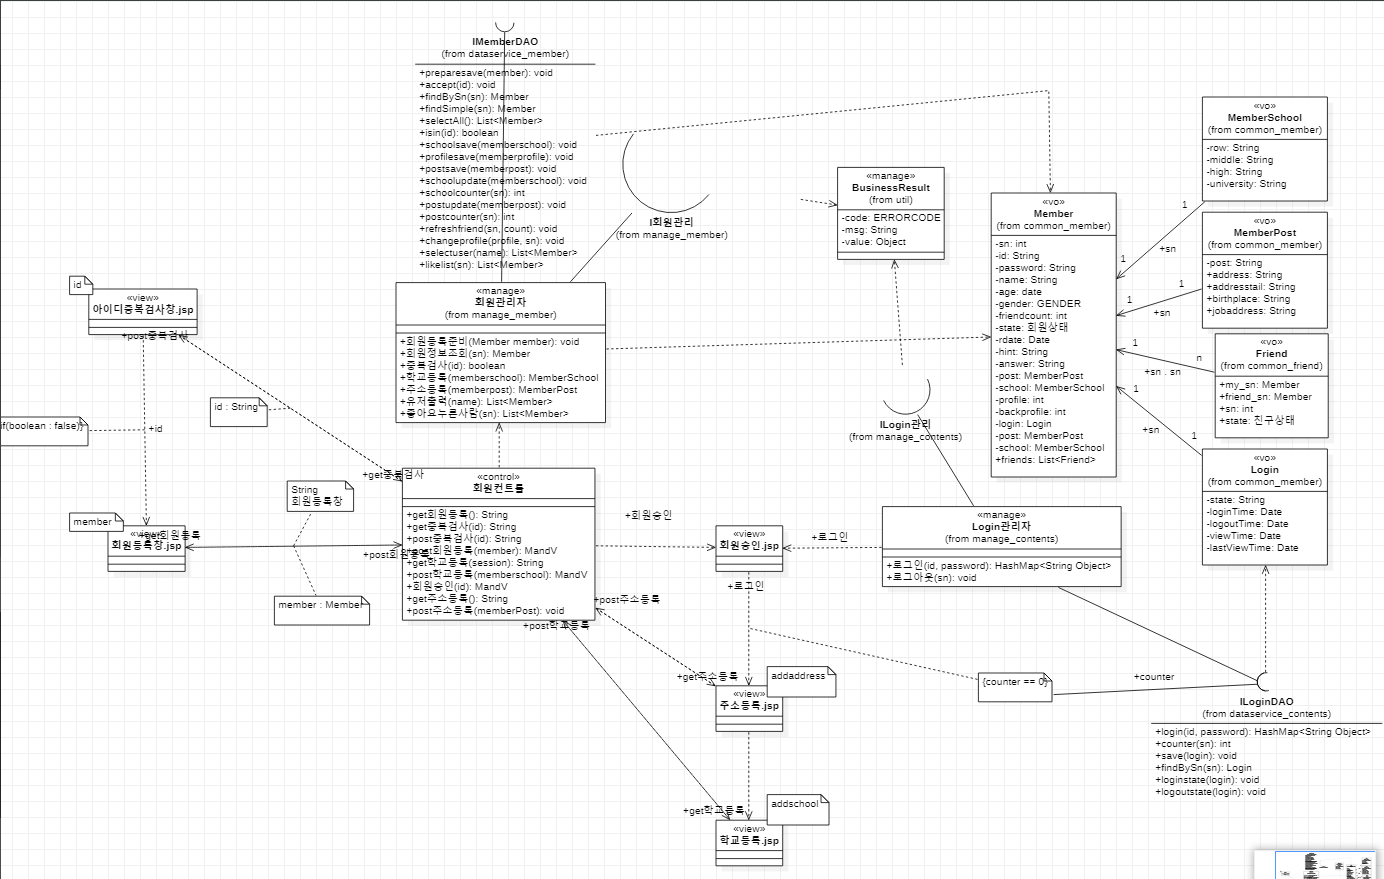 IMemberDAO
(from dataservice_member)
+preparesave(member): void
+accept(id): void
+findBySn(sn): Member
+findSimple(sn): Member
+selectAll(): List<Member>
+isin(id): boolean
+schoolsave(memberschool): void
+profilesave(memberprofile): void
+postsave(memberpost): void
+schoolupdate(memberschool): void
+schoolcounter(sn): int
+postupdate(memberpost): void
+postcounter(sn): int
+refreshfriend(sn, count): void
+changeprofile(profile, sn): void
+selectuser(name): List<Member>
+likelist(sn): List<Member>
I회원관리
(from manage_member)
«manage»
BusinessResult
(from util)
-code: ERRORCODE
-msg: String
-value: Object
«vo»
Member
(from common_member)
-sn: int
-id: String
-password: String
-name: String
-age: date
-gender: GENDER
-friendcount: int
-state: 회원상태
-rdate: Date
-hint: String
-answer: String
-post: MemberPost
-school: MemberSchool
-profile: int
-backprofile: int
-login: Login
-post: MemberPost
-school: MemberSchool
+friends: List<Friend>
«vo»
MemberSchool
(from common_member)
-row: String
-middle: String
-high: String
-university: String
1
+sn
1
«vo»
MemberPost
(from common_member)
-post: String
+address: String
+addresstail: String
+birthplace: String
+jobaddress: String
1
1
+sn
«vo»
Friend
(from common_friend)
+my_sn: Member
+friend_sn: Member
+sn: int
+state: 친구상태
1
n
+sn . sn
«vo»
Login
(from common_member)
-state: String
-loginTime: Date
-logoutTime: Date
-viewTime: Date
-lastViewTime: Date
1
+sn
1
id
«view»
아이디중복검사창.jsp
+post중복검사
«manage»
회원관리자
(from manage_member)
+회원등록준비(Member member): void
+회원정보조회(sn): Member
+중복검사(id): boolean
+학교등록(memberschool): MemberSchool
+주소등록(memberpost): MemberPost
+유저출력(name): List<Member>
+좋아요누른사람(sn): List<Member>
id : String
if(boolean : false)}
+id
ILogin관리
(from manage_contents)
+get중복검사
«control»
회원컨트롤
+get회원등록(): String
+get중복검사(id): String
+post중복검사(id): String
+post회원등록(member): MandV
+get학교등록(session): String
+post학교등록(memberschool): MandV
+회원승인(id): MandV
+get주소등록(): String
+post주소등록(memberPost): void
String
회원등록창
member
«view»
회원등록창.jsp
+get회원등록
+post회원등록
member : Member
+회원승인
«view»
회원승인.jsp
+로그인
+로그인
«manage»
Login관리자
(from manage_contents)
+로그인(id, password): HashMap<String Object>
+로그아웃(sn): void
+post주소등록
+post학교등록
+get주소등록
addaddress
«view»
주소등록.jsp
{counter == 0}
+counter
ILoginDAO
(from dataservice_contents)
+login(id, password): HashMap<String Object>
+counter(sn): int
+save(login): void
+findBySn(sn): Login
+loginstate(login): void
+logoutstate(login): void
+get학교등록
addschool
«view»
학교등록.jsp